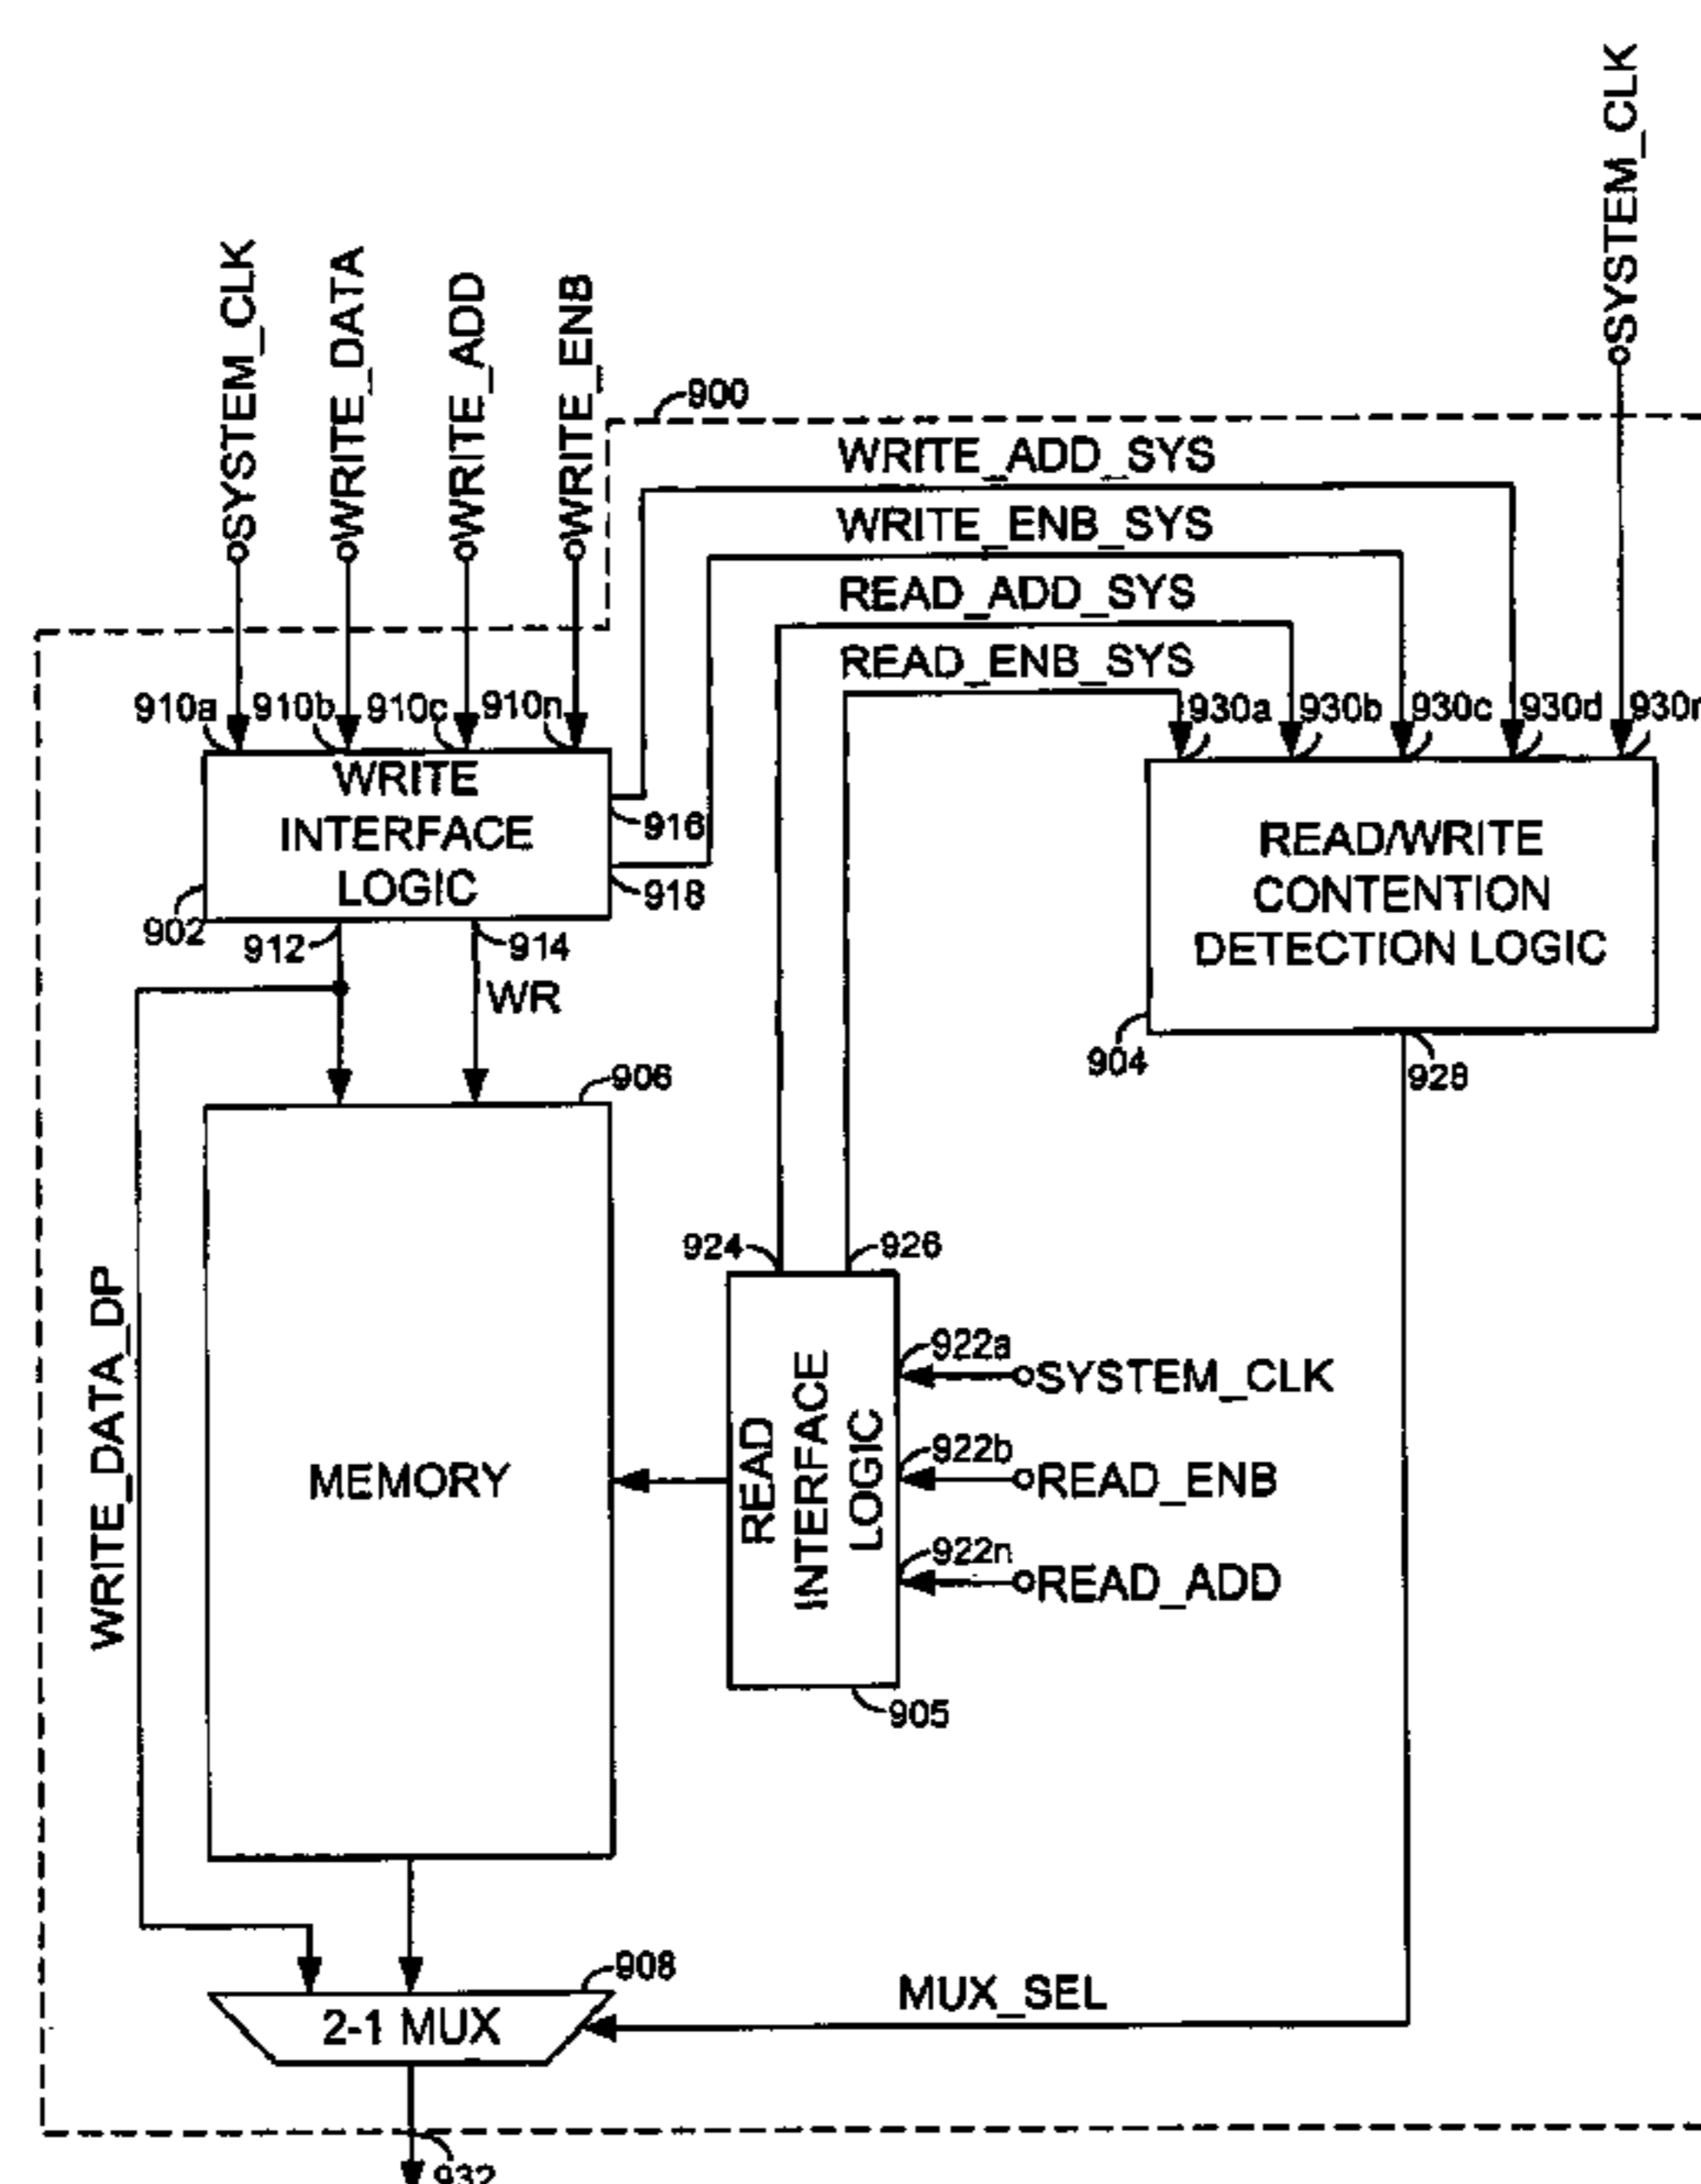 SYSTEM_CLK
SYSTEM_CLK
WRITE_DATA
WRITE_ADD
WRITE_ENB
900
WRITE_ADD_SYS
WRITE_ENB_SYS
READ_ADD_SYS
READ_ENB_SYS
910a 910b 910c 910n
930a 930b 930c 930d
WRITE
INTERFACE
LOGIC
916
918
902
912
914
WR
READ/WRITE
CONTENTION
DETECTION LOGIC
904
928
906
924
926
WRITE_DATA_DP
MEMORY
READ
INTERFACE
LOGIC
922a
SYSTEM_CLK
922b
READ_ENB
922n
READ_ADD
905
908
2-1 MUX
MUX_SEL
932